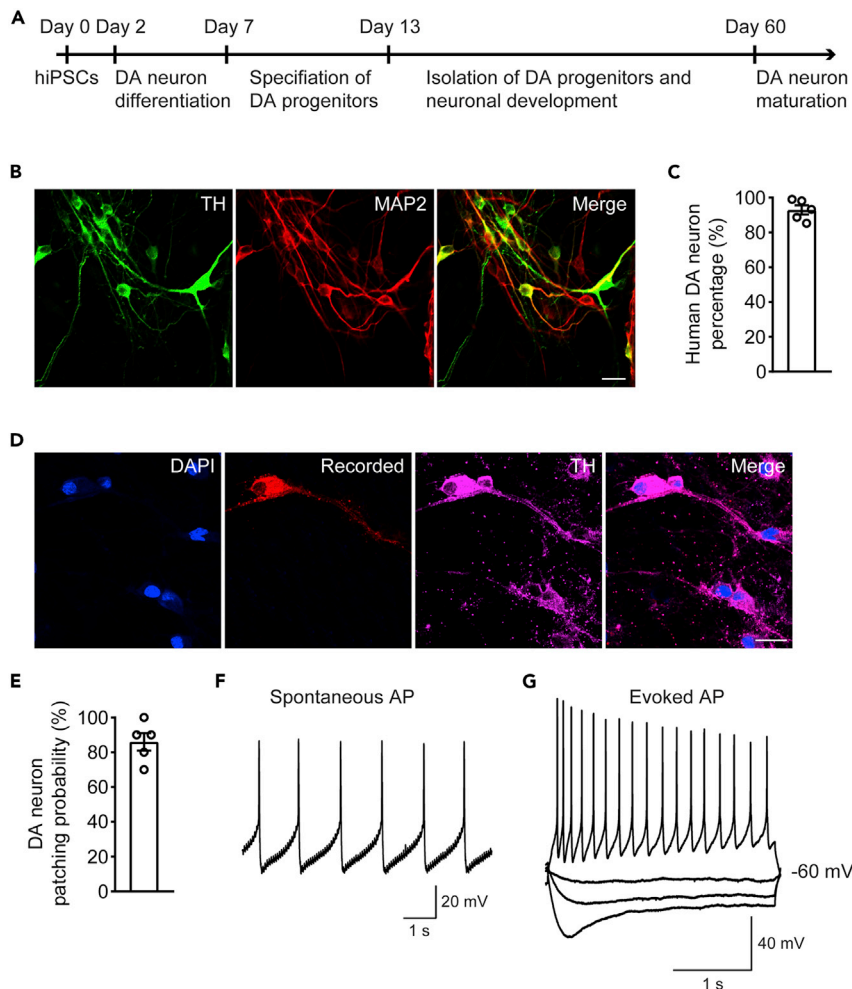 A
Day 0 Day 2 Day 7 Day 13 Day 60
hiPSCs DA neuron Specifiation of Isolation of DA progenitors and DA neuron
differentiation DA progenitors neuronal development maturation
B
TH MAP2 Merge
C
Human DA neuron
percentage (%)
100
80
60
40
20
0
D
DAPI Recorded TH Merge
E
DA neuron
patching probability (%)
100
80
60
40
20
0
F
Spontaneous AP
20 mV
1 s
G
Evoked AP
-60 mV
40 mV
1 s